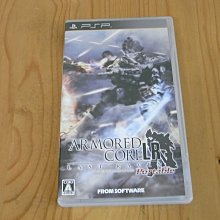 PSP
ARMORED
CORE LR
Portable
A
FROM SOFTWARE